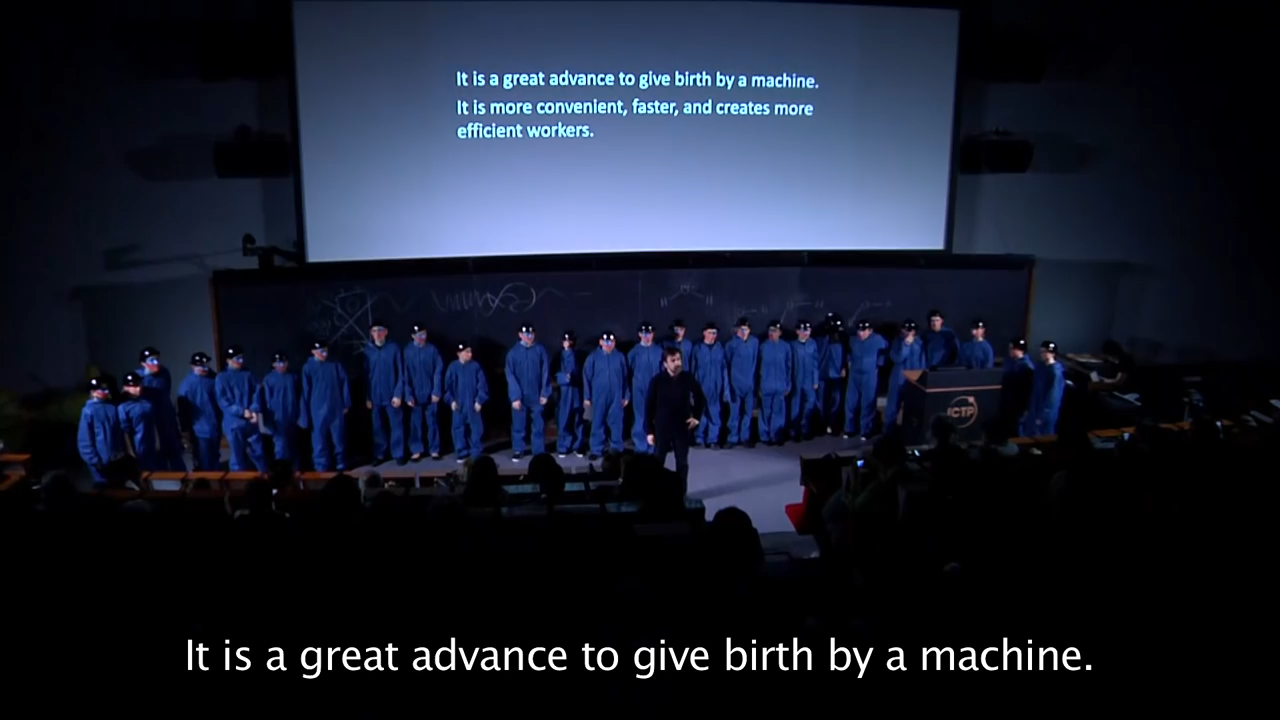 It is a great advance to give birth by a machine.
It is more convenient, faster, and creates more
efficient workers.
ICTP
It is a great advance to give birth by a machine.